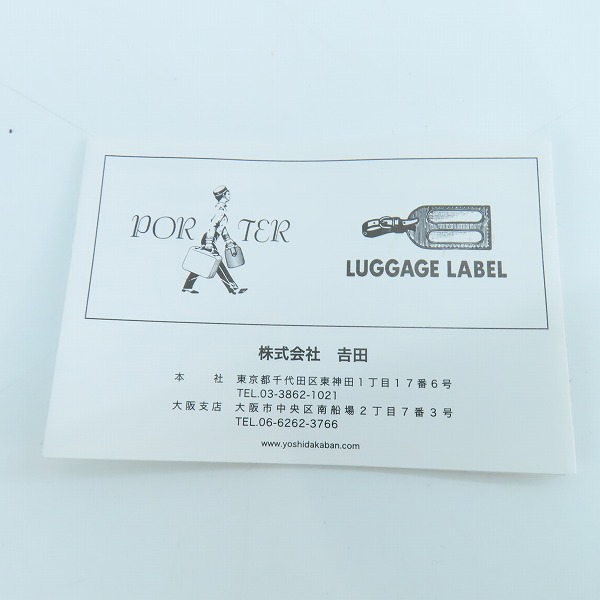 PORTER
LUGGAGE LABEL
株式会社 𠮷田
本 社 東京都千代田区東神田1丁目17番6号
TEL.03-3862-1021
大阪支店 大阪市中央区南船場2丁目7番3号
TEL.06-6262-3766
www.yoshidakaban.com